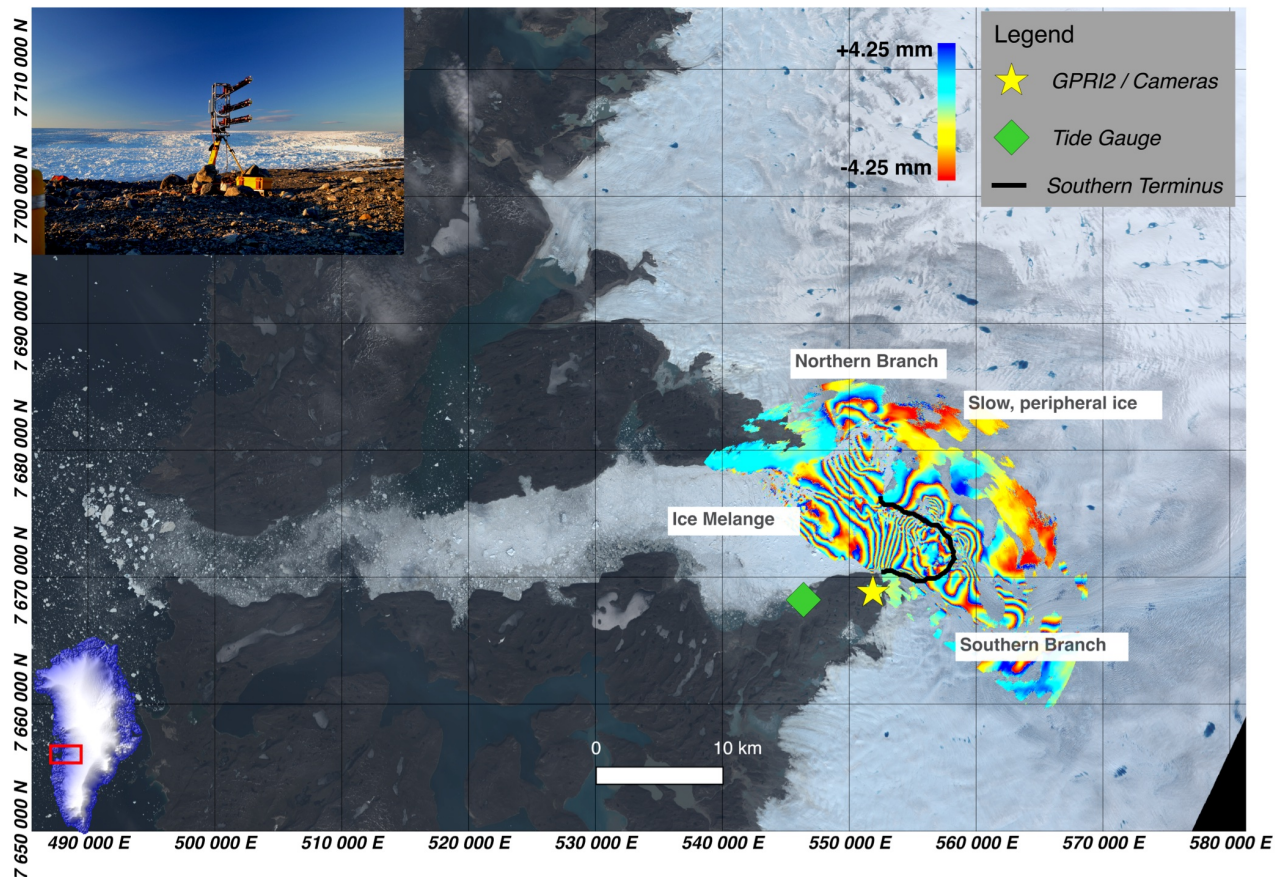 Legend
GPRI2 / Cameras
Tide Gauge
Southern Terminus
+4.25 mm
-4.25 mm
7 710 000 N
7 700 000 N
7 690 000 N
7 680 000 N
7 670 000 N
7 660 000 N
7 650 000 N
Northern Branch
Slow, peripheral ice
Ice Melange
Southern Branch
0 10 km
490 000 E 500 000 E 510 000 E 520 000 E 530 000 E 540 000 E 550 000 E 560 000 E 570 000 E 580 000 E